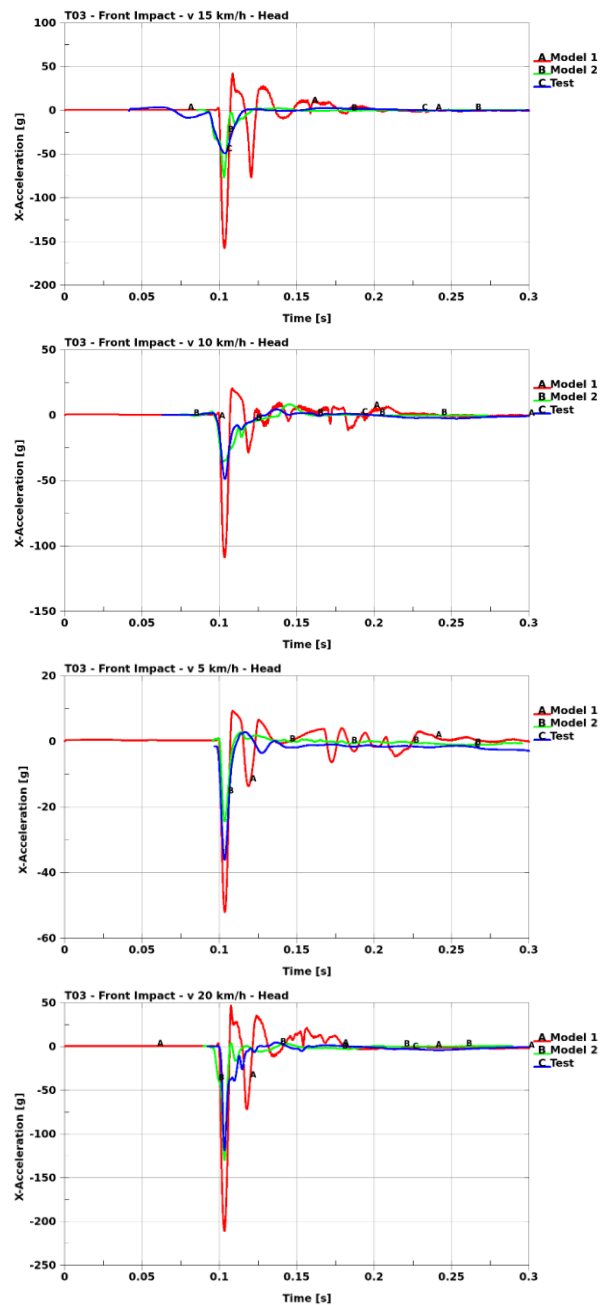 T03 - Front Impact - v 15 km/h - Head
100
50
0
-50
-100
-150
-200
X-Acceleration [g]
0 0.05 0.1 0.15 0.2 0.25 0.3
Time [s]
A Model 1
B Model 2
C Test
A B C A B C A B
T03 - Front Impact - v 10 km/h - Head
50
0
-50
-100
-150
X-Acceleration [g]
0 0.05 0.1 0.15 0.2 0.25 0.3
Time [s]
A Model 1
B Model 2
C Test
B A B B C A B B A
T03 - Front Impact - v 5 km/h - Head
20
0
-20
-40
-60
X-Acceleration [g]
0 0.05 0.1 0.15 0.2 0.25 0.3
Time [s]
A Model 1
B Model 2
C Test
B A B B B A B
T03 - Front Impact - v 20 km/h - Head
50
0
-50
-100
-150
-200
-250
X-Acceleration [g]
0 0.05 0.1 0.15 0.2 0.25 0.3
Time [s]
A Model 1
B Model 2
C Test
A B A B A B C A B A